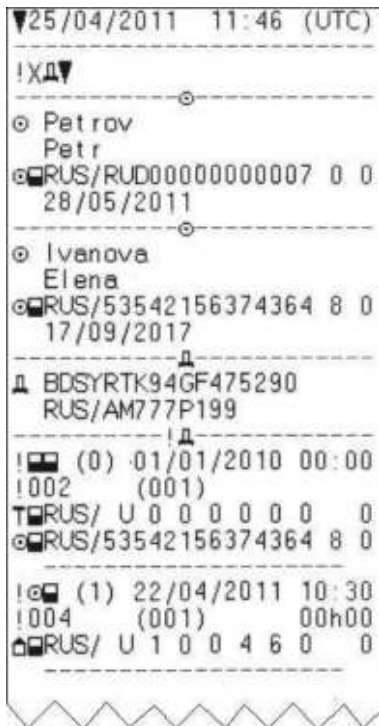 ▼25/04/2011 11:46 (UTC)
!X⎍▼
⊙ Petrov
Petr
⊙RUS/RUD00000000007 0 0
28/05/2011
⊙ Ivanova
Elena
⊙RUS/53542156374364 8 0
17/09/2017
BDSYRTK94GF475290
RUS/AM777P199
! (0) 01/01/2010 00:00
!002 (001)
TRUS/ U 0 0 0 0 0 0 0
⊙RUS/53542156374364 8 0
!⊙ (1) 22/04/2011 10:30
!004 (001) 00h00
RUS/ U 1 0 0 4 6 0 0